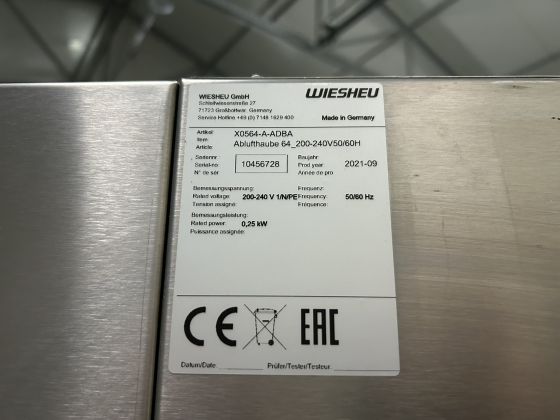 WIESHEU GmbH
WIESHEU
Schleifwiesenstraße 27
71723 Großbottwar, Germany
Service Hotline +49 (0) 7148 1629 400
Made in Germany
Artikel
Item
Article
X0564-A-ADBA
Ablufthaube 64_200-240V50/60H
Seriennr.
Serial-no.
N° de sér
10456728
Baujahr
Prod.year
Année de pro
2021-09
Bemessungsspannung:
Rated voltage:
Tension assigné:
200-240 V 1/N/PE
Frequenz:
Frequency:
Fréquence:
50/60 Hz
Bemessungsleistung:
Rated power:
Puissance assignée:
0,25 kW
CE
EAC
Datum/Date:
Prüfer/Tester/Testeur: